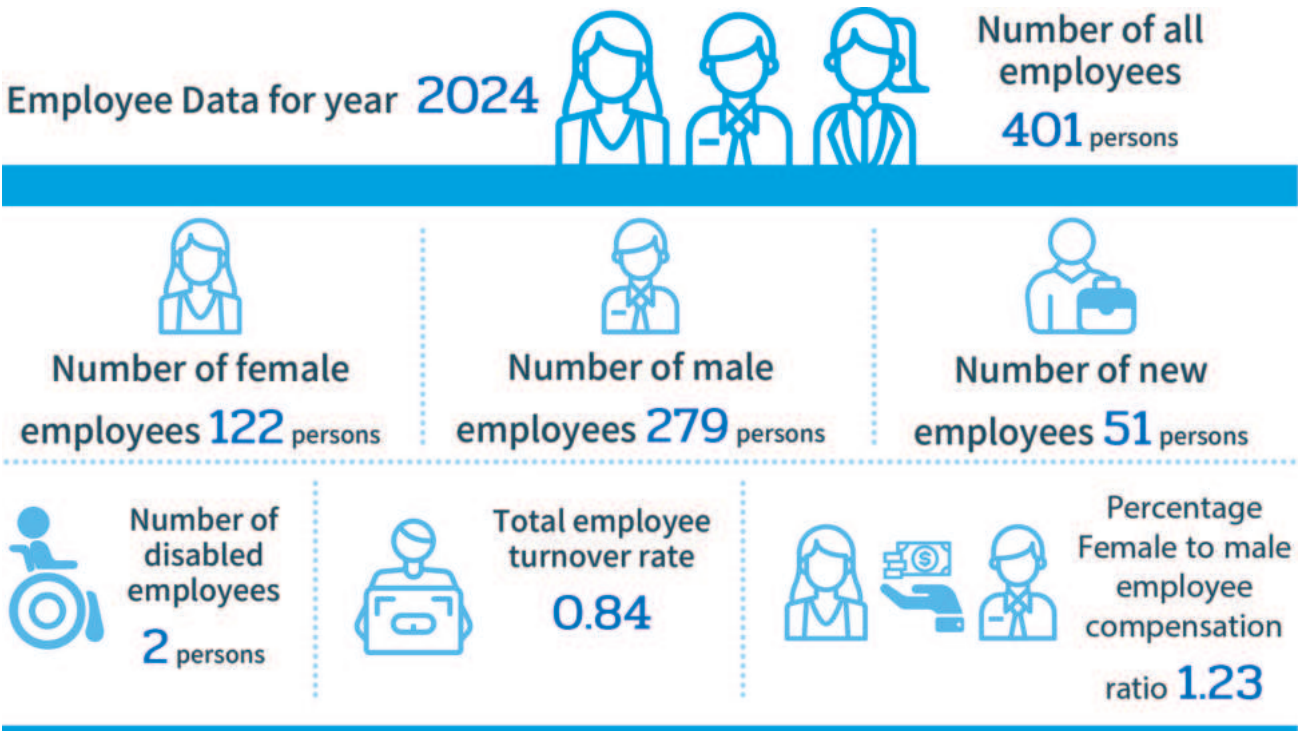 Employee Data for year 2024
Number of all
employees
401 persons
Number of female
employees 122 persons
Number of male
employees 279 persons
Number of new
employees 51 persons
Number of
disabled
employees
2 persons
Total employee
turnover rate
0.84
Percentage
Female to male
employee
compensation
ratio 1.23